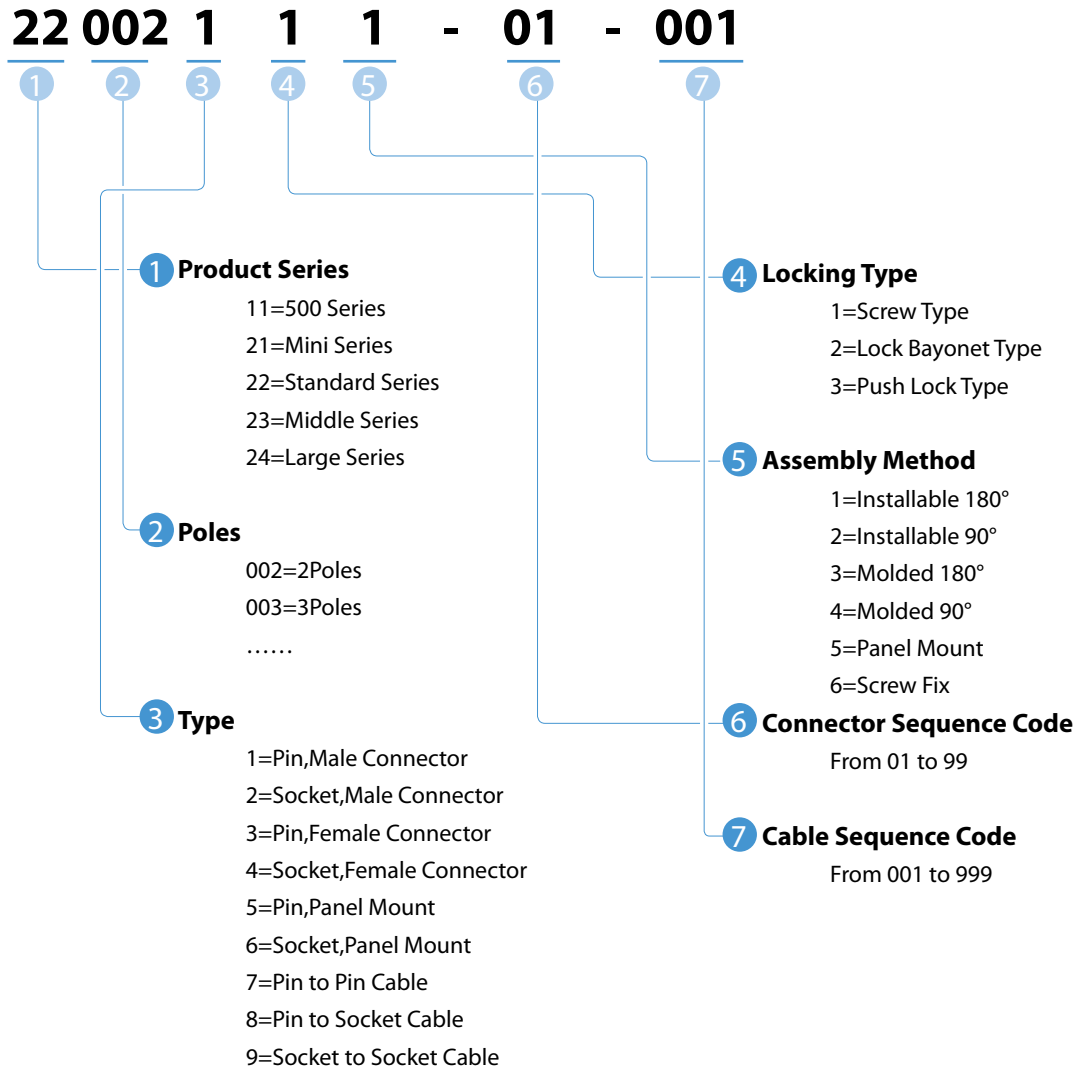 22 002 1 1 1 - 01 - 001
1 2 3 4 5 6 7
1 Product Series
11=500 Series
21=Mini Series
22=Standard Series
23=Middle Series
24=Large Series
2 Poles
002=2Poles
003=3Poles
……
3 Type
1=Pin,Male Connector
2=Socket,Male Connector
3=Pin,Female Connector
4=Socket,Female Connector
5=Pin,Panel Mount
6=Socket,Panel Mount
7=Pin to Pin Cable
8=Pin to Socket Cable
9=Socket to Socket Cable
4 Locking Type
1=Screw Type
2=Lock Bayonet Type
3=Push Lock Type
5 Assembly Method
1=Installable 180°
2=Installable 90°
3=Molded 180°
4=Molded 90°
5=Panel Mount
6=Screw Fix
6 Connector Sequence Code
From 01 to 99
7 Cable Sequence Code
From 001 to 999